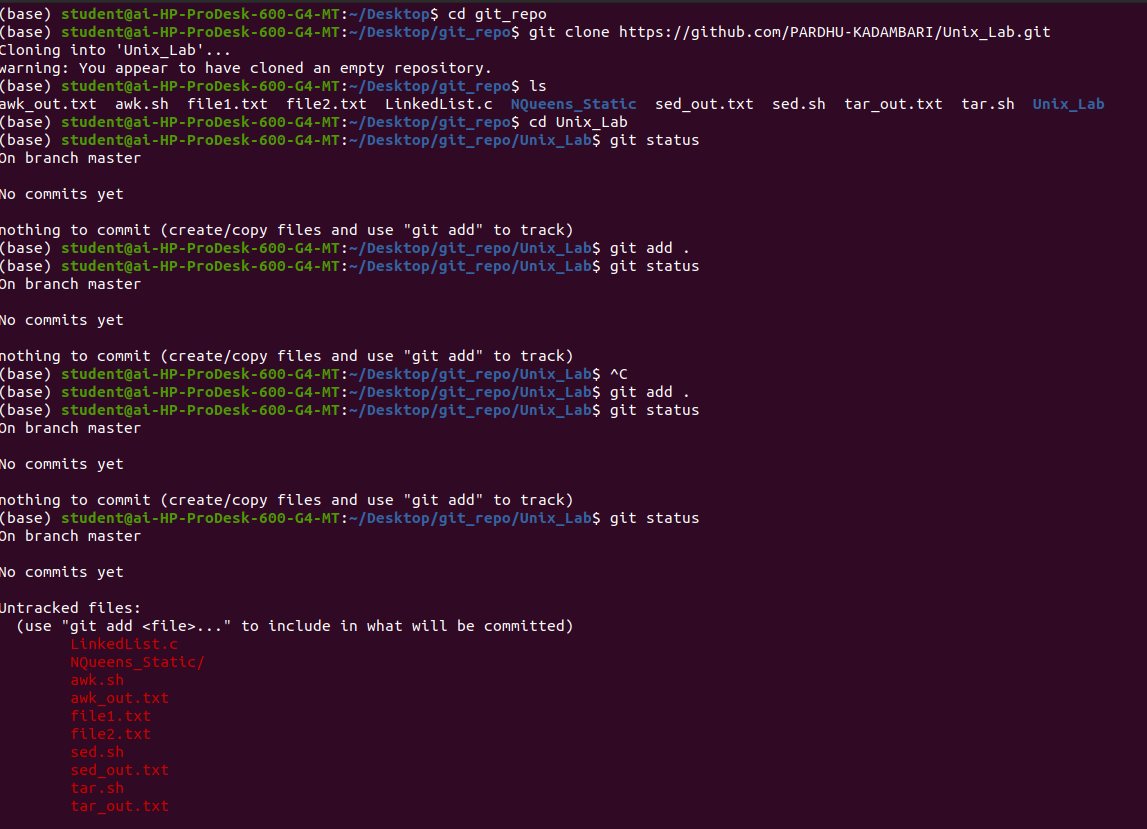 (base) student@ai-HP-ProDesk-600-G4-MT:~/Desktop$ cd git_repo
(base) student@ai-HP-ProDesk-600-G4-MT:~/Desktop/git_repo$ git clone https://github.com/PARDHU-KADAMBARI/Unix_Lab.git
Cloning into 'Unix_Lab'...
warning: You appear to have cloned an empty repository.
(base) student@ai-HP-ProDesk-600-G4-MT:~/Desktop/git_repo$ ls
awk_out.txt  awk.sh  file1.txt  file2.txt  LinkedList.c  NQueens_Static  sed_out.txt  sed.sh  tar_out.txt  tar.sh  Unix_Lab
(base) student@ai-HP-ProDesk-600-G4-MT:~/Desktop/git_repo$ cd Unix_Lab
(base) student@ai-HP-ProDesk-600-G4-MT:~/Desktop/git_repo/Unix_Lab$ git status
On branch master
No commits yet
nothing to commit (create/copy files and use "git add" to track)
(base) student@ai-HP-ProDesk-600-G4-MT:~/Desktop/git_repo/Unix_Lab$ git add .
(base) student@ai-HP-ProDesk-600-G4-MT:~/Desktop/git_repo/Unix_Lab$ git status
On branch master
No commits yet
nothing to commit (create/copy files and use "git add" to track)
(base) student@ai-HP-ProDesk-600-G4-MT:~/Desktop/git_repo/Unix_Lab$ ^C
(base) student@ai-HP-ProDesk-600-G4-MT:~/Desktop/git_repo/Unix_Lab$ git add .
(base) student@ai-HP-ProDesk-600-G4-MT:~/Desktop/git_repo/Unix_Lab$ git status
On branch master
No commits yet
nothing to commit (create/copy files and use "git add" to track)
(base) student@ai-HP-ProDesk-600-G4-MT:~/Desktop/git_repo/Unix_Lab$ git status
On branch master
No commits yet
Untracked files:
  (use "git add <file>..." to include in what will be committed)
        LinkedList.c
        NQueens_Static/
        awk.sh
        awk_out.txt
        file1.txt
        file2.txt
        sed.sh
        sed_out.txt
        tar.sh
        tar_out.txt